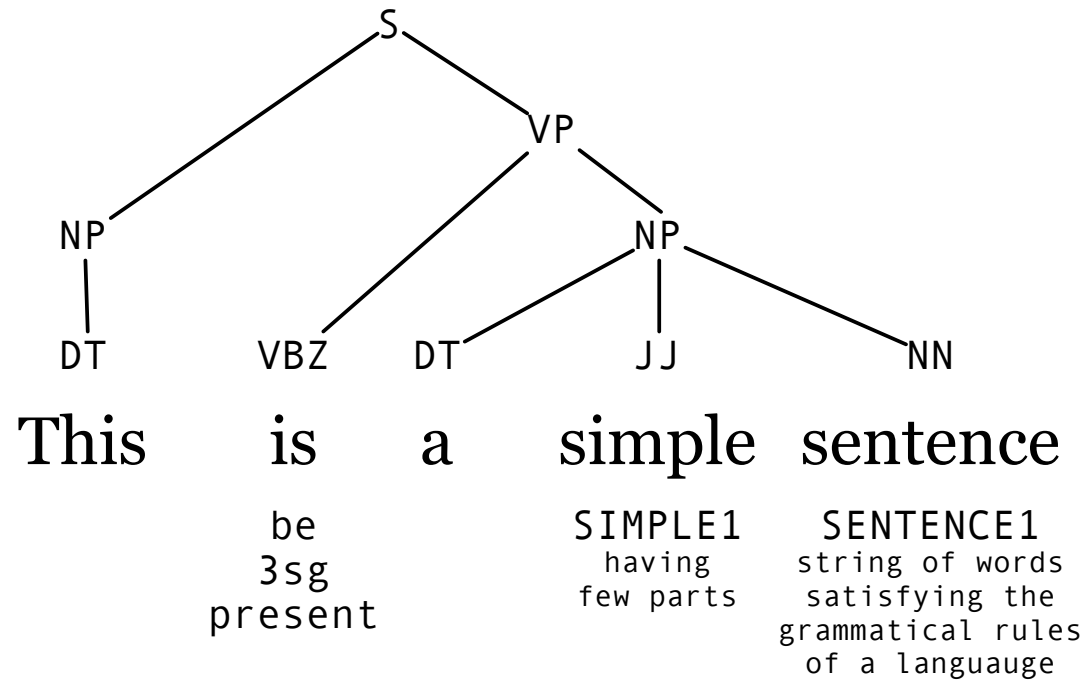 S
VP
NP NP
DT VBZ DT JJ NN
This is a simple sentence
be SIMPLE1 SENTENCE1
3sg having string of words
present few parts satisfying the
grammatical rules
of a languauge